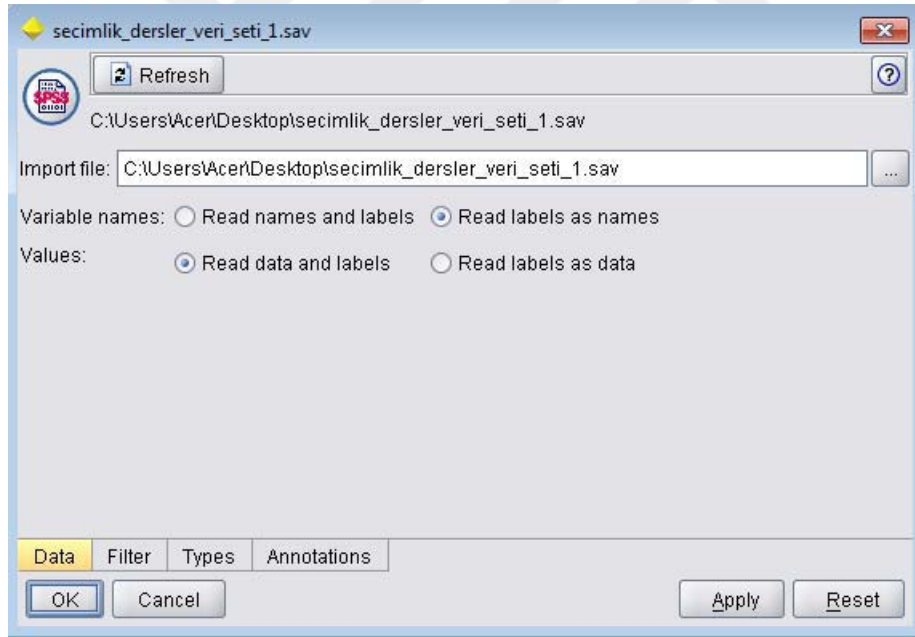 secimlik_dersler_veri_seti_1.sav
SPSS Refresh
C:\Users\Acer\Desktop\secimlik_dersler_veri_seti_1.sav
Import file: C:\Users\Acer\Desktop\secimlik_dersler_veri_seti_1.sav ...
Variable names: Read names and labels Read labels as names
Values: Read data and labels Read labels as data
Data Filter Types Annotations
OK Cancel Apply Reset